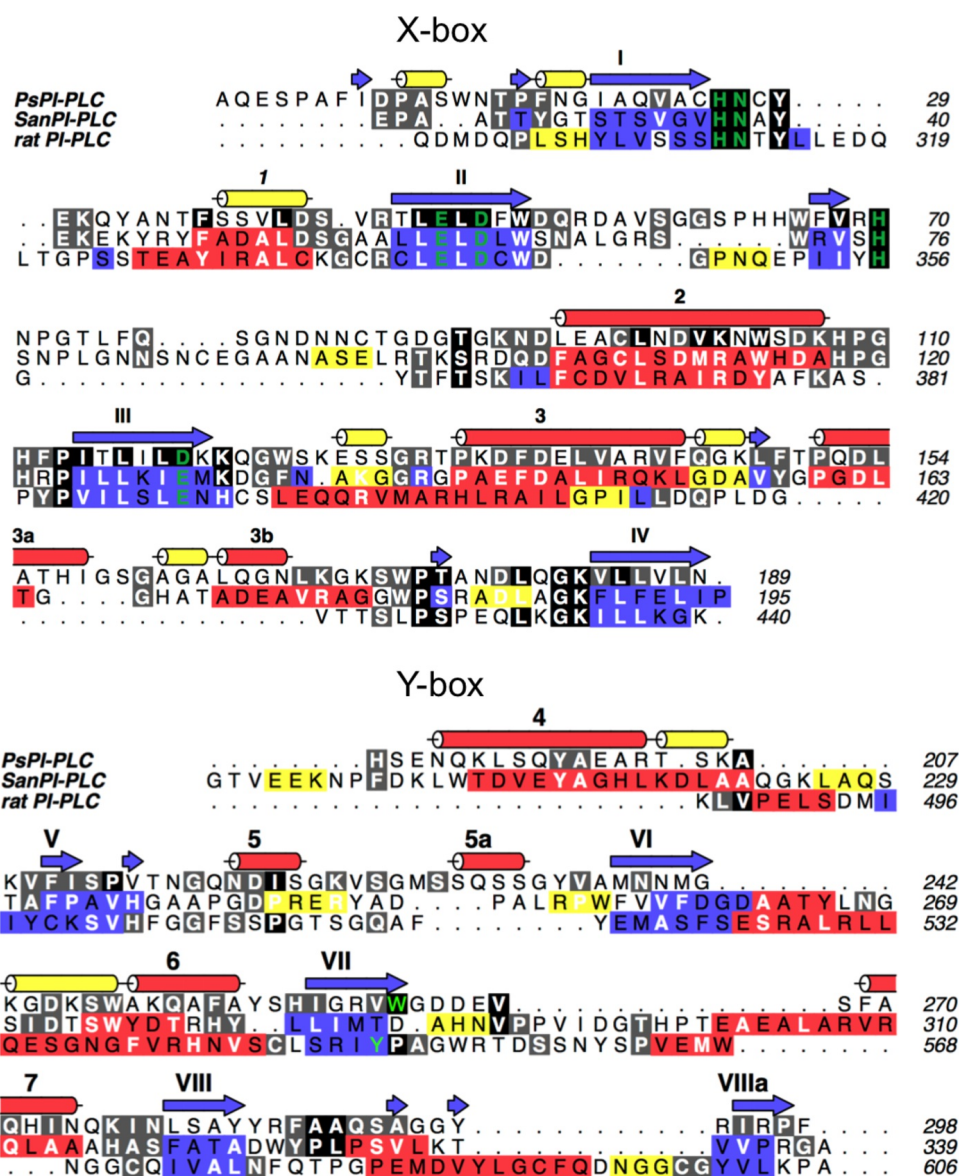 X-box
I
PsPI-PLC AQESPAFIDPASWNTPFNGIAQVACHNCY..... 29
SanPI-PLC ........EPA..ATTYGTSTSVGVHNAY..... 40
rat PI-PLC ..........QDMDQPLSHYLVSSSHNTYLLEDQ 319
1 II
..EKQYANTFSSVLDS.VRTLELDFWDQRDAVSGGSPHHWFVRH 70
..EKEKYRYFADALDSGAALLELDLWSNALGRS......WRVSH 76
LTGPSSTEAYIRALCKGCRCLELDCWD.......GPNQEPIIYH 356
2
NPGTLFQ....SGNDNNCTGDGTGKNDLEACLNDVKNWSDKHPG 110
SNPLGNNSNCEGAANASELRTKSRDQDFAGCLSDMRAWHDAHPG 120
G..................YTFTSKILFCDVLRAIRDYAFKAS. 381
III 3
HFPITLILDKKQGWSKESSGRTPKDFDELVARVFQGKLFTPQDL 154
HRPILLKIEMKDGFN.AKGGRGPAEFDALIRQKLGDAVYGPGDL 163
PYPVILSLENHCSLEQQRVMARHLRAILGPILLDQPLDG..... 420
3a 3b IV
ATHIGSGAGALQGNLKGKSWPTANDLQGKVLLVLN. 189
TG....GHATADEAVRAGGWPSRADLAGKFLFELIP 195
...............VTTSLPSPEQLKGKILLKGK. 440
Y-box
4
PsPI-PLC ........HSENQKLSQYAEART.SKA....... 207
SanPI-PLC GTVEEKNPFDKLWTDVEYAGHLKDLAAQGKLAQS 229
rat PI-PLC ........................KLVPELSDMI 496
V 5 5a VI
KVFISPVTNGQNDISGKVSGMSSQSSGYVAMNNMG......... 242
TAFPAVHGAAPGDPRERYAD....PALRPWFVVFDGDAATYLNG 269
IYCKSVHFGGFSSPGTSGQAF........YEMASFSESRALRLL 532
6 VII
KGDKSWAKQAFAYSHIGRVWGDDEV................SFA 270
SIDTSWYDTRHY..LLIMTD.AHNVPPVIDGTHPTEAEALARVR 310
QESGNGFVRHNVSCLSRIYPAGWRTDSSNYSPVEMW........ 568
7 VIII VIIIa
QHINQKINLSAYYRFAAQSAGGY............RIRPF.... 298
QLAAAHASFATADWYPLPSVLKT............VVPRGA... 339
...NGGCQIVALNFQTPGPEMDVYLGCFQDNGGCGYVLKPA... 606